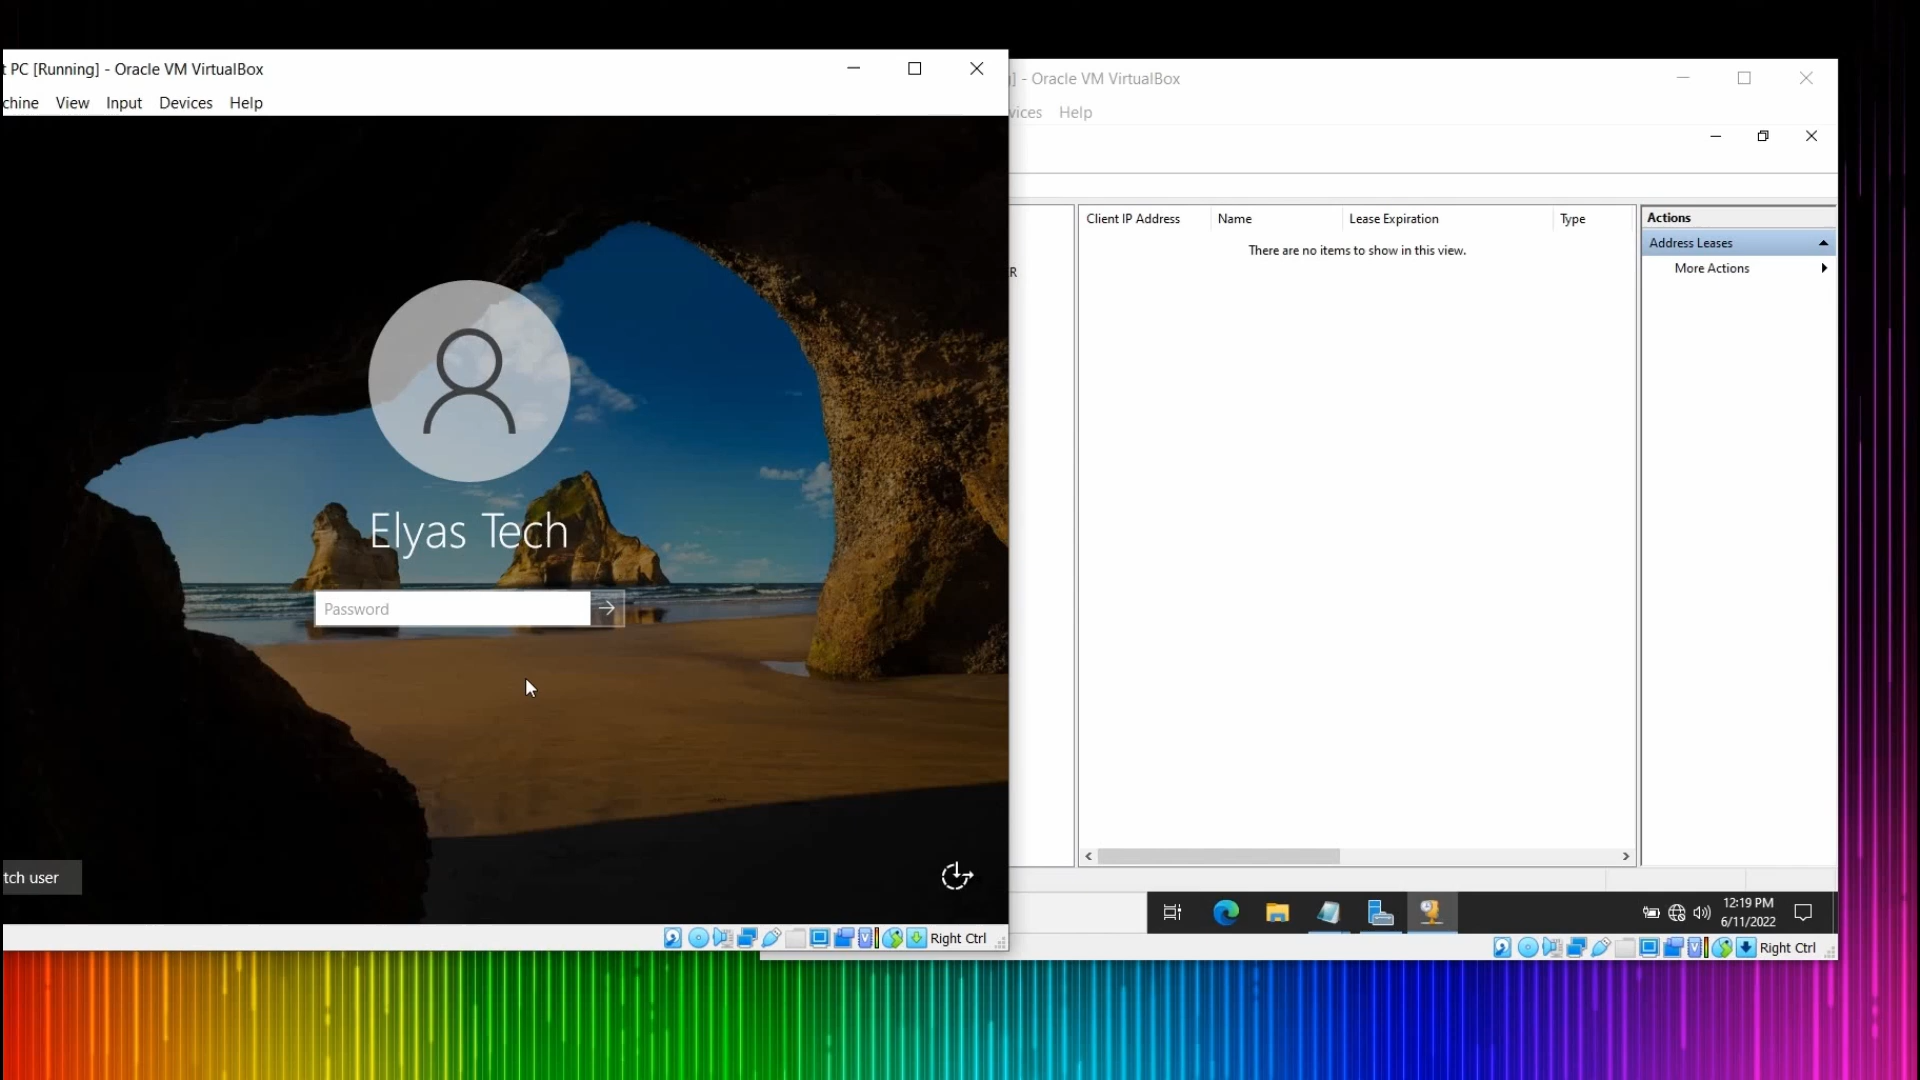 t PC [Running] - Oracle VM VirtualBox
chine View Input Devices Help
Elyas Tech
Password
tch user
Right Ctrl
] - Oracle VM VirtualBox
vices Help
R
Client IP Address Name Lease Expiration Type
There are no items to show in this view.
Actions
Address Leases
More Actions
12:19 PM
6/11/2022
Right Ctrl